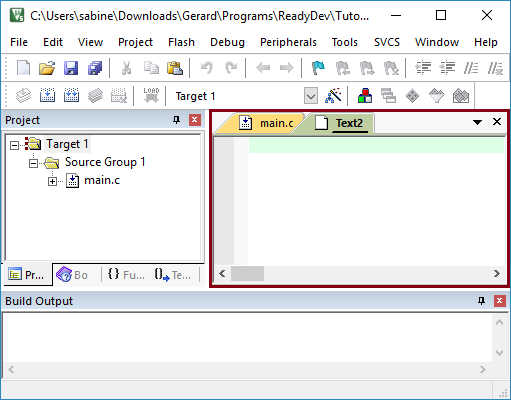 C:\Users\sabine\Downloads\Gerard\Programs\ReadyDev\Tuto...
File Edit View Project Flash Debug Peripherals Tools SVCS Window Help
LOAD Target 1
Project
main.c Text2
Target 1
Source Group 1
main.c
Pr... Bo {} Fu... {} Te...
Build Output